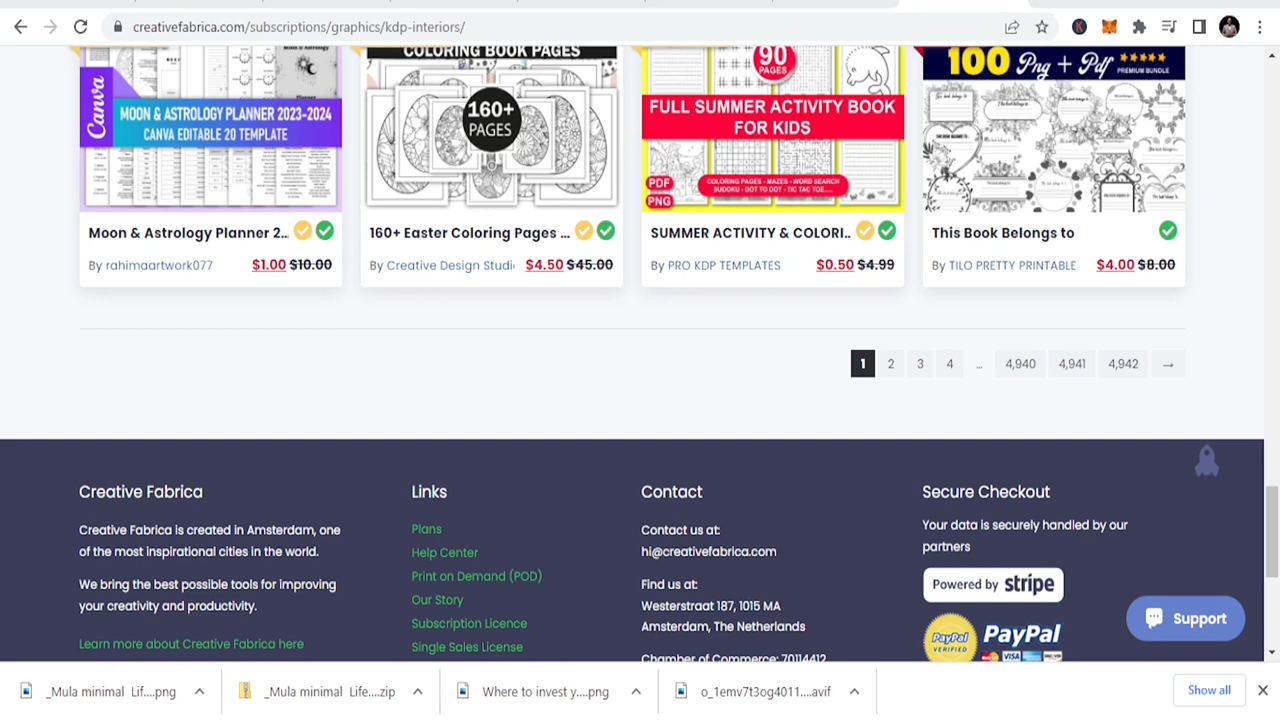 creativefabrica.com/subscriptions/graphics/kdp-interiors/
Canva
Moon & Astrology
MOON & ASTROLOGY PLANNER 2023-2024
CANVA EDITABLE 20 TEMPLATE
COLORING BOOK PAGES
160+
PAGES
90
PAGES
FULL SUMMER ACTIVITY BOOK
FOR KIDS
PDF
PNG
COLORING PAGES - MAZES - WORD SEARCH
SUDOKU - DOT TO DOT - TIC TAC TOE.....
100 Png + Pdf
PREMIUM BUNDLE
Moon & Astrology Planner 2...
By rahimaartwork077 $1.00 $10.00
160+ Easter Coloring Pages ...
By Creative Design Studi $4.50 $45.00
SUMMER ACTIVITY & COLORI..
By PRO KDP TEMPLATES $0.50 $4.99
This Book Belongs to
By TILO PRETTY PRINTABLE $4.00 $8.00
1 2 3 4 ... 4,940 4,941 4,942 →
Creative Fabrica
Creative Fabrica is created in Amsterdam, one
of the most inspirational cities in the world.
We bring the best possible tools for improving
your creativity and productivity.
Learn more about Creative Fabrica here
Links
Plans
Help Center
Print on Demand (POD)
Our Story
Subscription Licence
Single Sales License
Contact
Contact us at:
hi@creativefabrica.com
Find us at:
Westerstraat 187, 1015 MA
Amsterdam, The Netherlands
Chamber of Commerce: 70114412
Secure Checkout
Your data is securely handled by our
partners
Powered by stripe
PayPal
VERIFIED
PayPal
VISA
Support
_Mula minimal Lif....png
_Mula minimal Life....zip
Where to invest y....png
o_1emv7t3og4011....avif
Show all